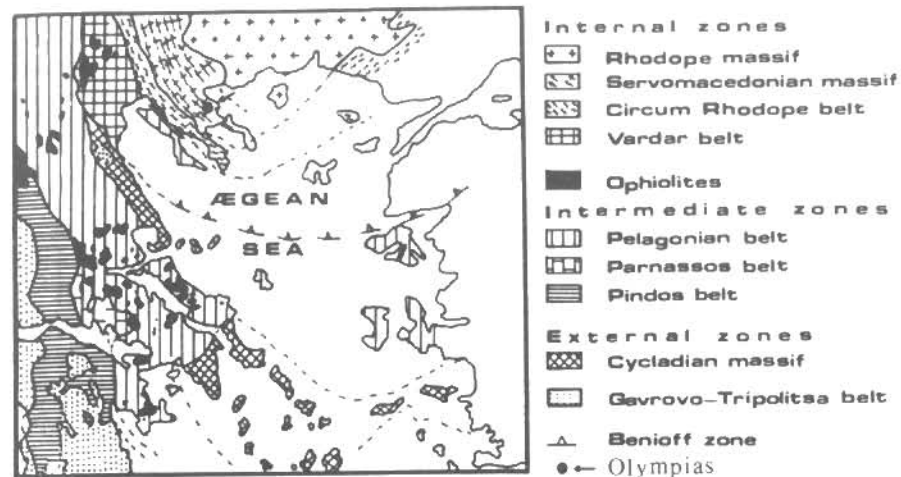 ÆGEAN
SEA
Internal zones
Rhodope massif
Servomacedonian massif
Circum Rhodope belt
Vardar belt
Ophiolites
Intermediate zones
Pelagonian belt
Parnassos belt
Pindos belt
External zones
Cycladian massif
Gavrovo-Tripolitsa belt
Benioff zone
Olympias